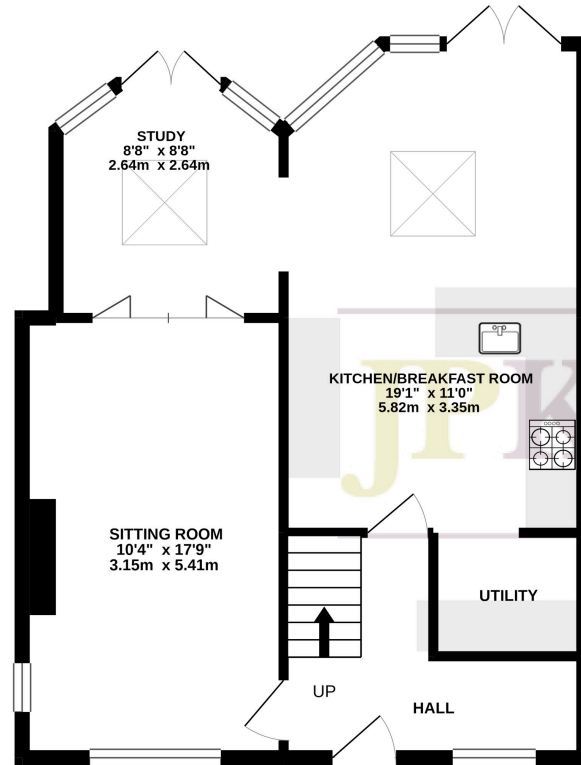 STUDY
8'8" x 8'8"
2.64m x 2.64m
KITCHEN/BREAKFAST ROOM
19'1" x 11'0"
5.82m x 3.35m
JPK
SITTING ROOM
10'4" x 17'9"
3.15m x 5.41m
UTILITY
UP
HALL